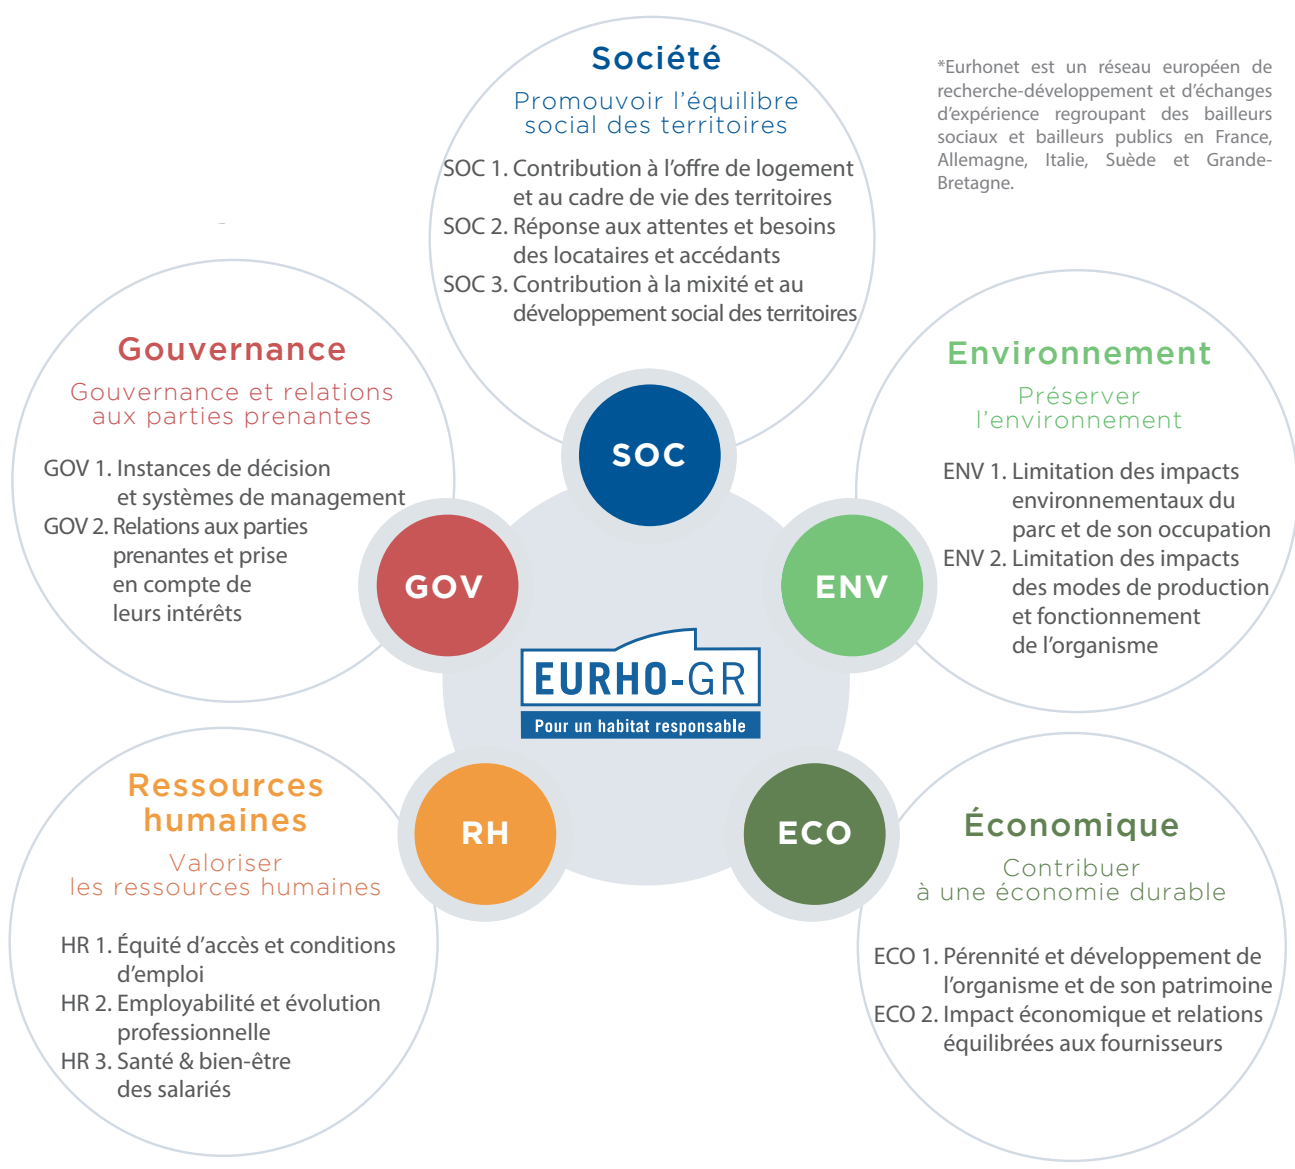 Société
Promouvoir l’équilibre
social des territoires
SOC 1. Contribution à l’offre de logement
et au cadre de vie des territoires
SOC 2. Réponse aux attentes et besoins
des locataires et accédants
SOC 3. Contribution à la mixité et au
développement social des territoires
*Eurhonet est un réseau européen de
recherche-développement et d’échanges
d’expérience regroupant des bailleurs
sociaux et bailleurs publics en France,
Allemagne, Italie, Suède et Grande-
Bretagne.
Gouvernance
Gouvernance et relations
aux parties prenantes
GOV 1. Instances de décision
et systèmes de management
GOV 2. Relations aux parties
prenantes et prise
en compte de
leurs intérêts
Environnement
Préserver
l’environnement
ENV 1. Limitation des impacts
environnementaux du
parc et de son occupation
ENV 2. Limitation des impacts
des modes de production
et fonctionnement
de l’organisme
SOC
GOV
ENV
EURHO-GR
Pour un habitat responsable
RH
ECO
Ressources
humaines
Valoriser
les ressources humaines
HR 1. Équité d’accès et conditions
d’emploi
HR 2. Employabilité et évolution
professionnelle
HR 3. Santé & bien-être
des salariés
Économique
Contribuer
à une économie durable
ECO 1. Pérennité et développement de
l’organisme et de son patrimoine
ECO 2. Impact économique et relations
équilibrées aux fournisseurs